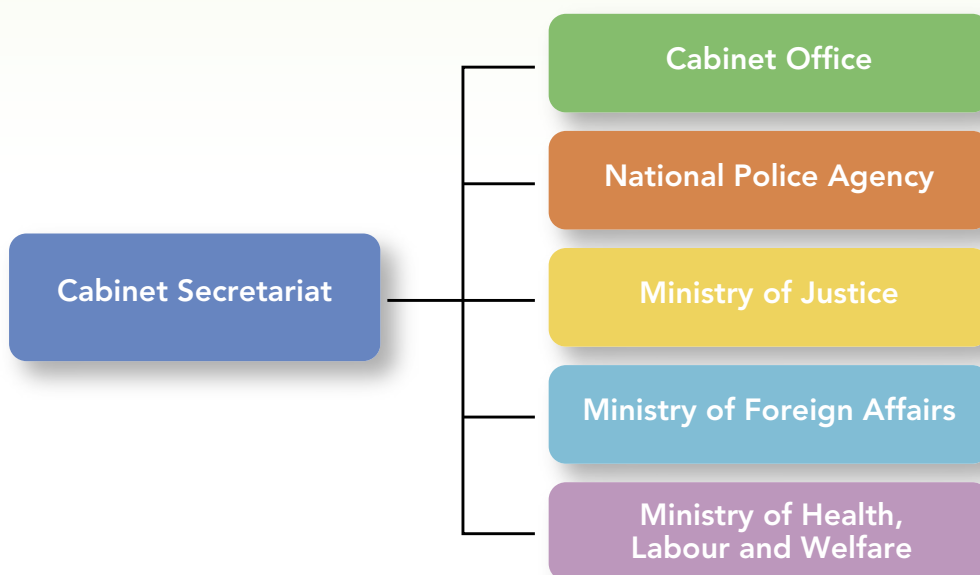 Cabinet Office
National Police Agency
Cabinet Secretariat
Ministry of Justice
Ministry of Foreign Affairs
Ministry of Health,
Labour and Welfare